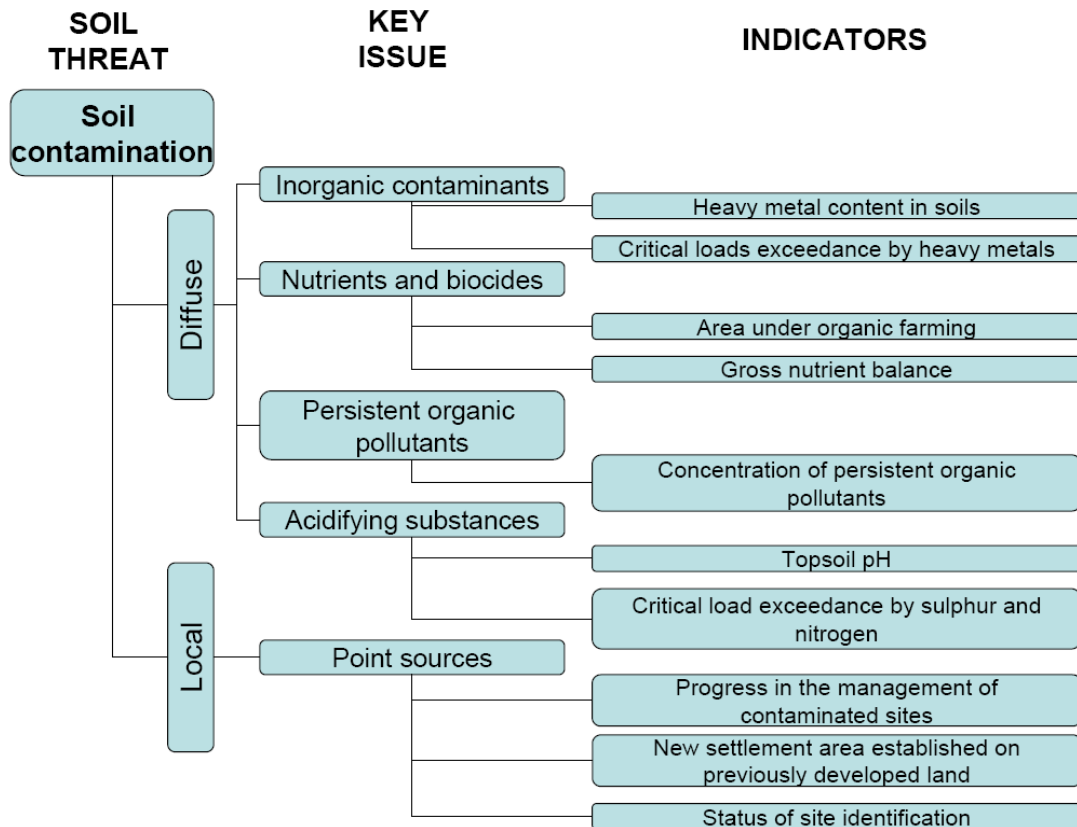 SOIL
THREAT
KEY
ISSUE
INDICATORS
Soil
contamination
Diffuse
Inorganic contaminants
Heavy metal content in soils
Critical loads exceedance by heavy metals
Nutrients and biocides
Area under organic farming
Gross nutrient balance
Persistent organic
pollutants
Concentration of persistent organic
pollutants
Acidifying substances
Topsoil pH
Critical load exceedance by sulphur and
nitrogen
Local
Point sources
Progress in the management of
contaminated sites
New settlement area established on
previously developed land
Status of site identification